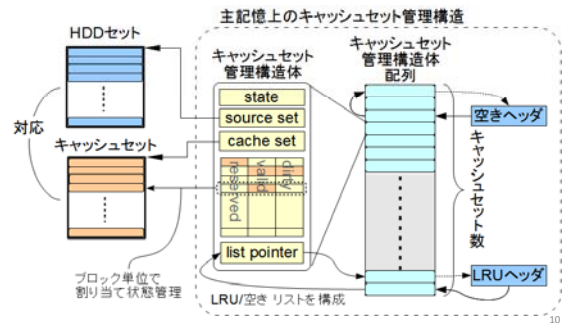 主記憶上のキャッシュセット管理構造
HDDセット
キャッシュセット
管理構造体
キャッシュセット
管理構造体
配列
state
source set
cache set
reserved
valid
dirty
list pointer
対応
キャッシュセット
空きヘッダ
キャッシュセット数
LRUヘッダ
ブロック単位で
割り当て状態管理
LRU/空き リストを構成
10